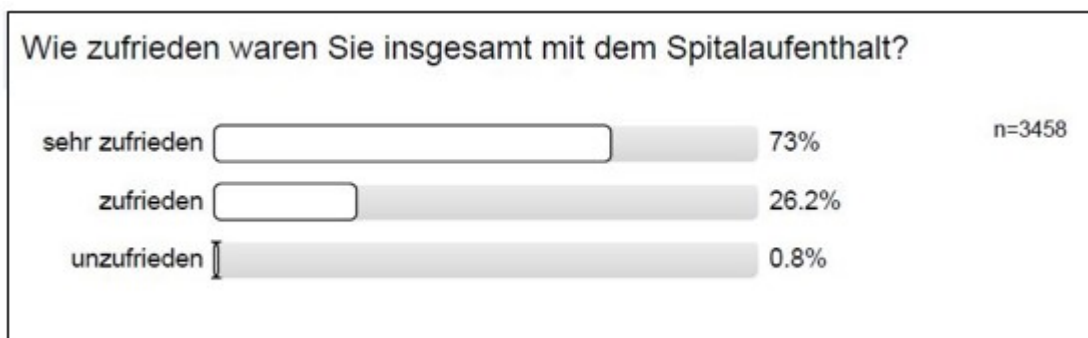 Wie zufrieden waren Sie insgesamt mit dem Spitalaufenthalt?
sehr zufrieden 73% n=3458
zufrieden 26.2%
unzufrieden 0.8%